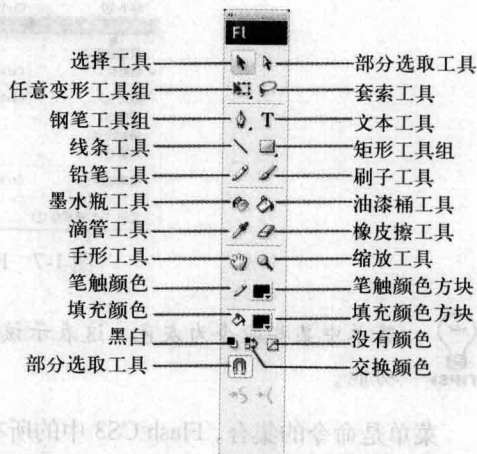 Fl
选择工具
部分选取工具
任意变形工具组
套索工具
钢笔工具组
T
文本工具
线条工具
矩形工具组
铅笔工具
刷子工具
墨水瓶工具
油漆桶工具
滴管工具
橡皮擦工具
手形工具
缩放工具
笔触颜色
笔触颜色方块
填充颜色
填充颜色方块
黑白
没有颜色
部分选取工具
交换颜色